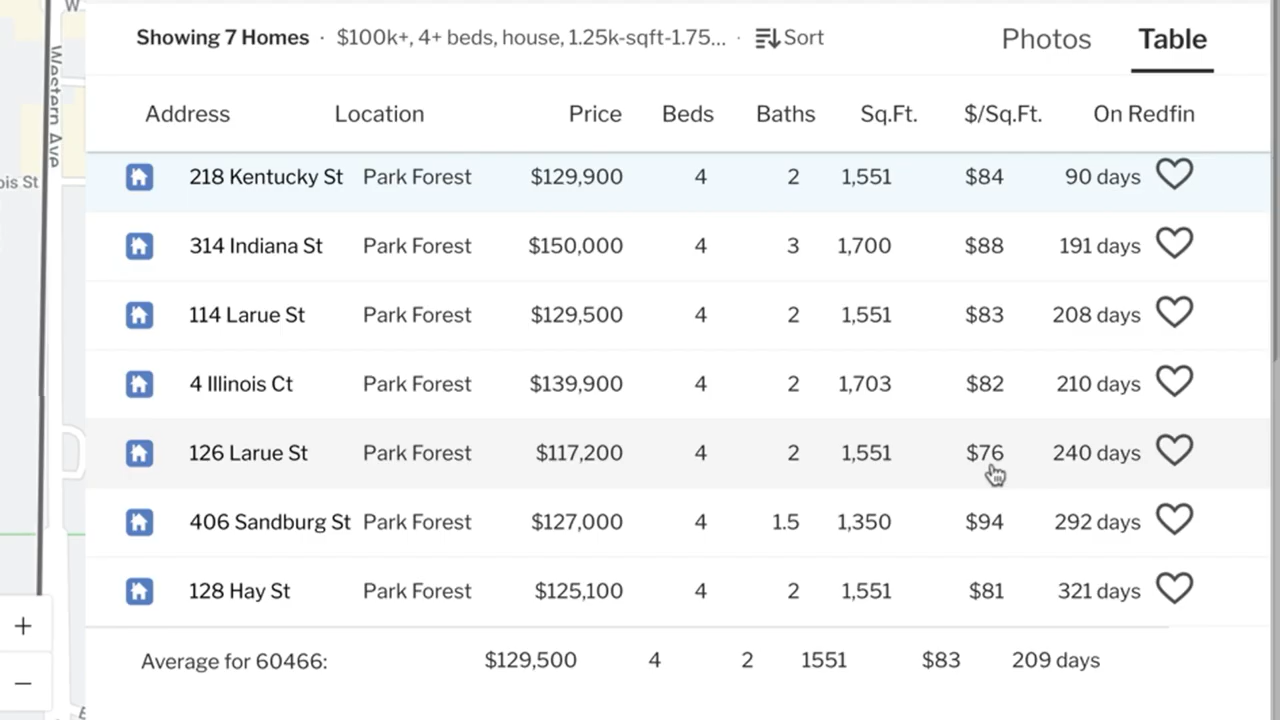 W
Western Ave
ois St
Showing 7 Homes · $100k+, 4+ beds, house, 1.25k-sqft-1.75... · Sort
Photos Table
Address Location Price Beds Baths Sq.Ft. $/Sq.Ft. On Redfin
218 Kentucky St Park Forest $129,900 4 2 1,551 $84 90 days
314 Indiana St Park Forest $150,000 4 3 1,700 $88 191 days
114 Larue St Park Forest $129,500 4 2 1,551 $83 208 days
4 Illinois Ct Park Forest $139,900 4 2 1,703 $82 210 days
126 Larue St Park Forest $117,200 4 2 1,551 $76 240 days
406 Sandburg St Park Forest $127,000 4 1.5 1,350 $94 292 days
128 Hay St Park Forest $125,100 4 2 1,551 $81 321 days
Average for 60466: $129,500 4 2 1551 $83 209 days
+
−